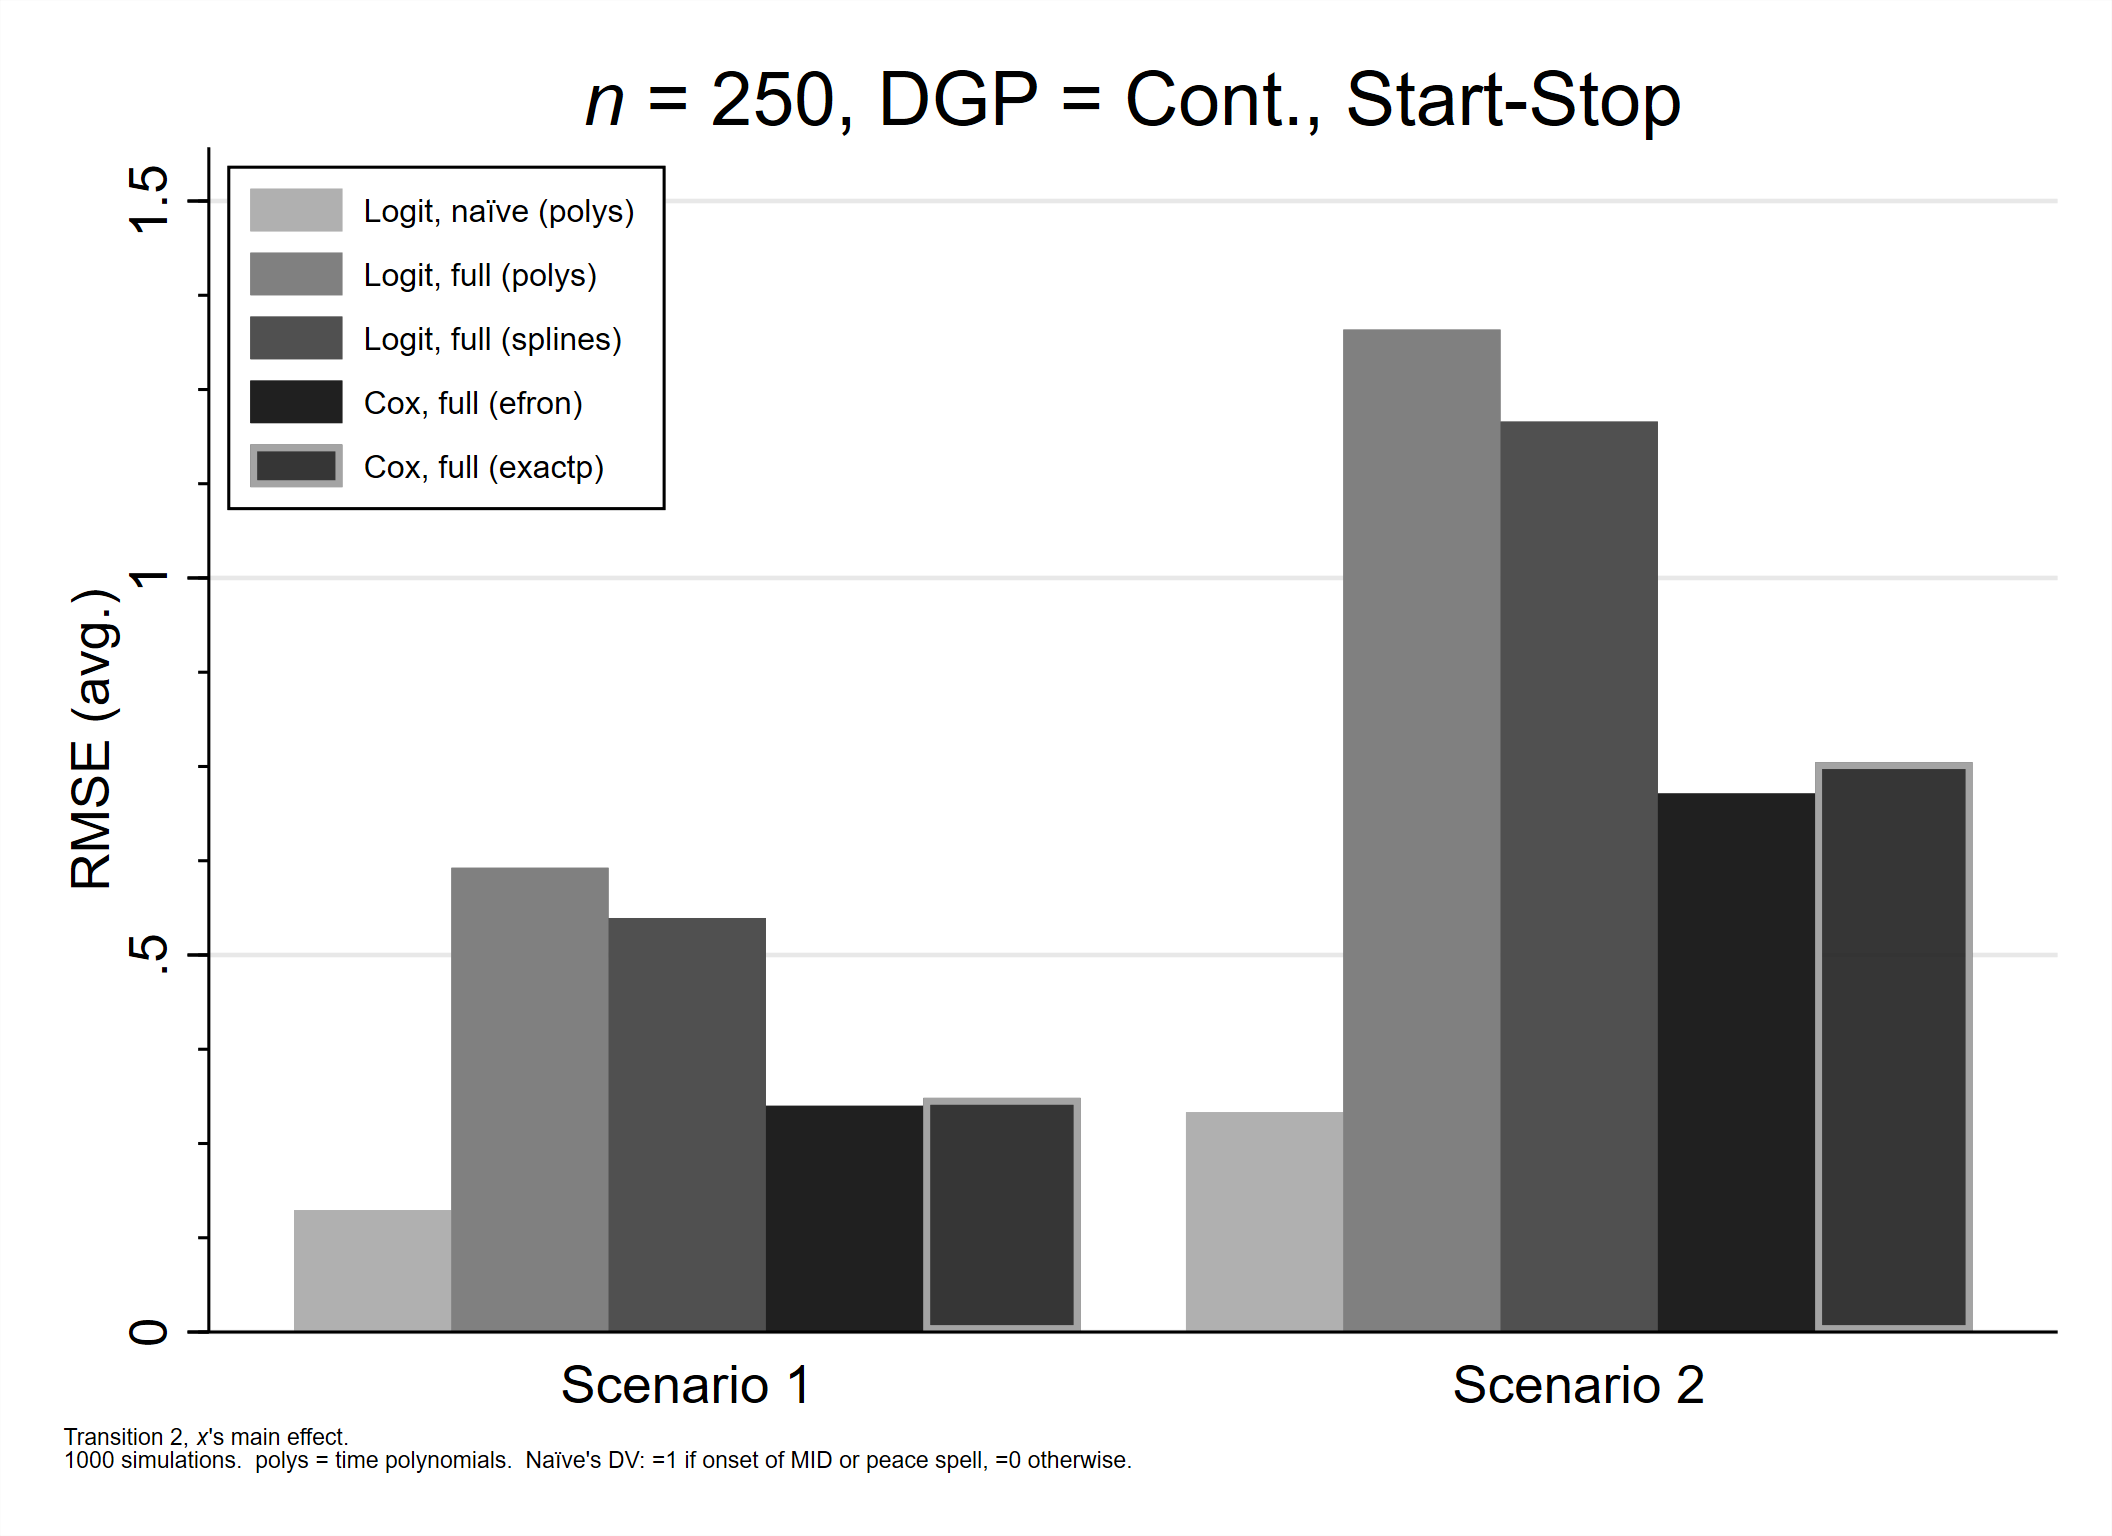 n = 250, DGP = Cont., Start-Stop
Logit, naïve (polys)
Logit, full (polys)
Logit, full (splines)
Cox, full (efron)
Cox, full (exactp)
RMSE (avg.)
1.5
1
.5
0
Scenario 1
Scenario 2
Transition 2, x's main effect.
1000 simulations.  polys = time polynomials.  Naïve's DV: =1 if onset of MID or peace spell, =0 otherwise.